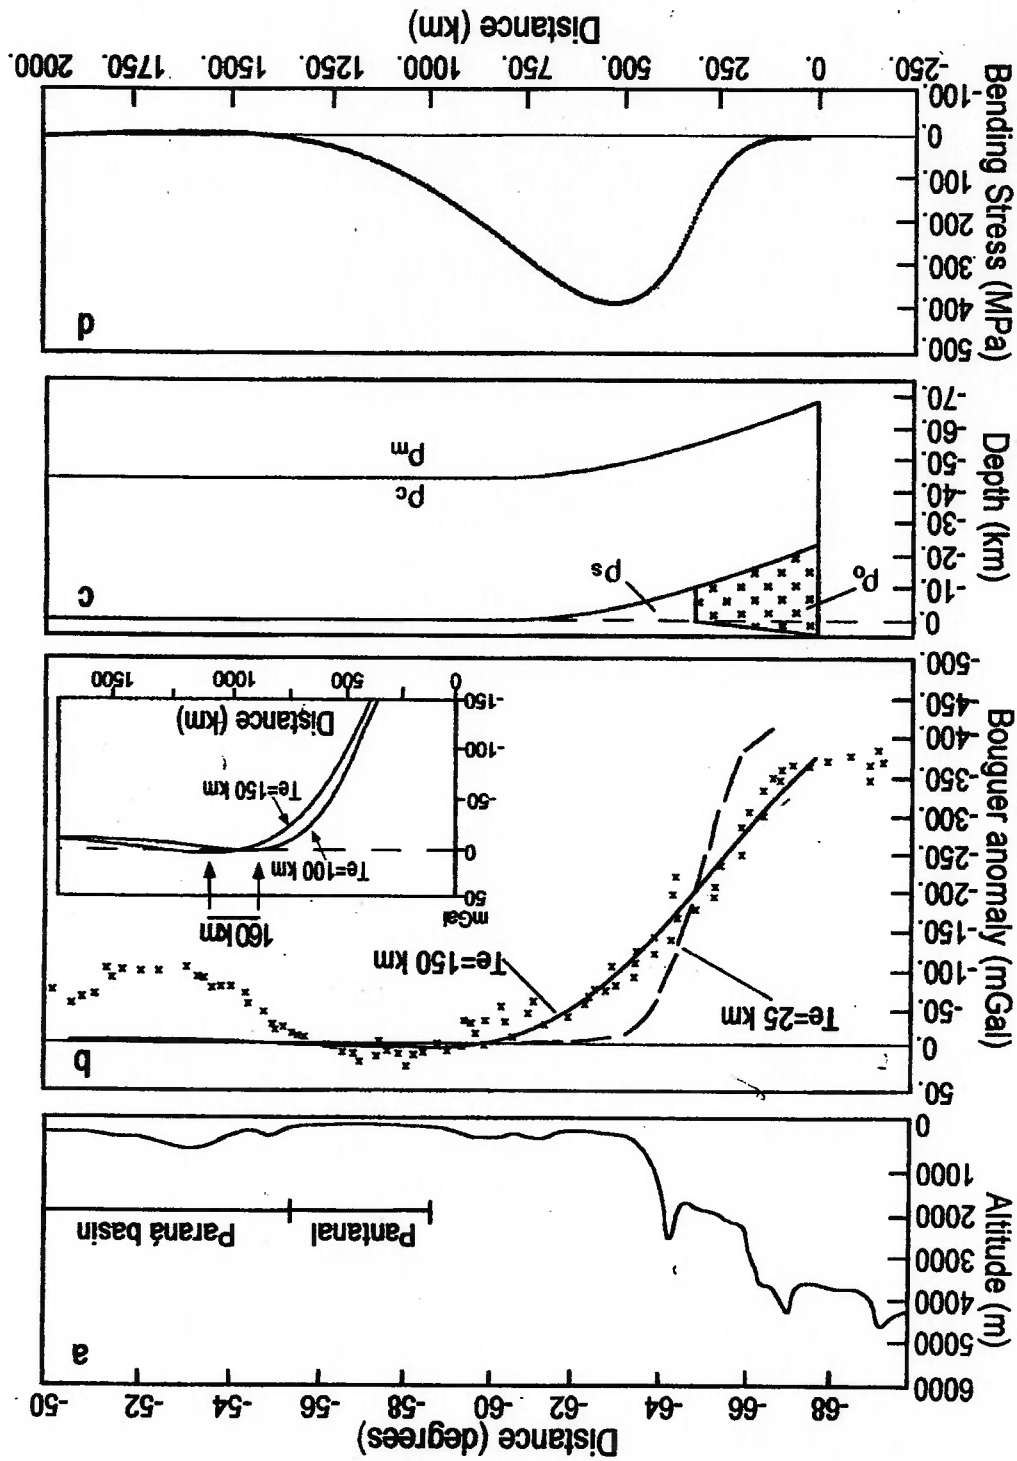 Distance (degrees)
-68 -66 -64 -62 -60 -58 -56 -54 -52 -50
Altitude (m)
6000
5000
4000
3000
2000
1000
0
a
Pantanal
Paraná basin
Bouguer anomaly (mGal)
50.
0.
-50.
-100.
-150.
-200.
-250.
-300.
-350.
-400.
-450.
-500.
b
Te=25 km
Te=150 km
160 km
mGal
50
0
-50
-100
-150
Te=100 km
Te=150 km
Distance (km)
0 500 1000 1500
Depth (km)
0.
-10.
-20.
-30.
-40.
-50.
-60.
-70.
c
ρo
ρs
ρc
ρm
Bending Stress (MPa)
500.
400.
300.
200.
100.
0.
-100.
d
-250. 0. 250. 500. 750. 1000. 1250. 1500. 1750. 2000.
Distance (km)